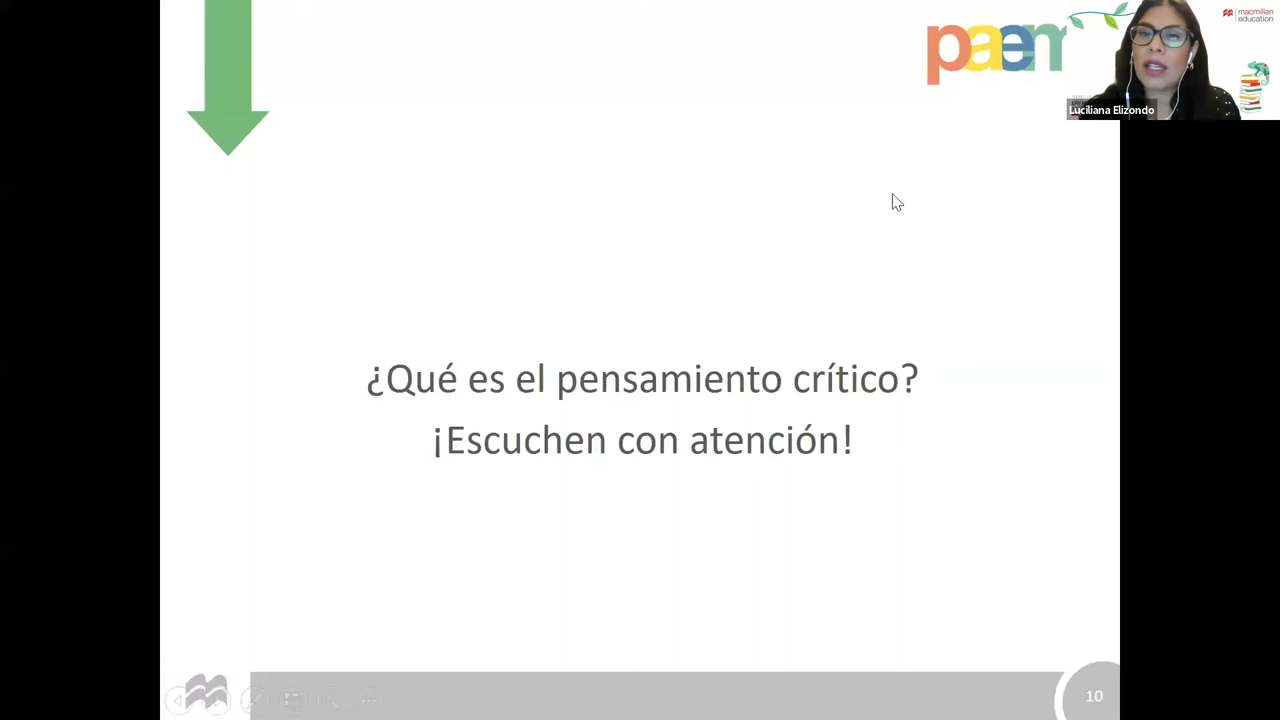 paem
macmillan
education
Luciliana Elizondo
¿Qué es el pensamiento crítico?
¡Escuchen con atención!
10